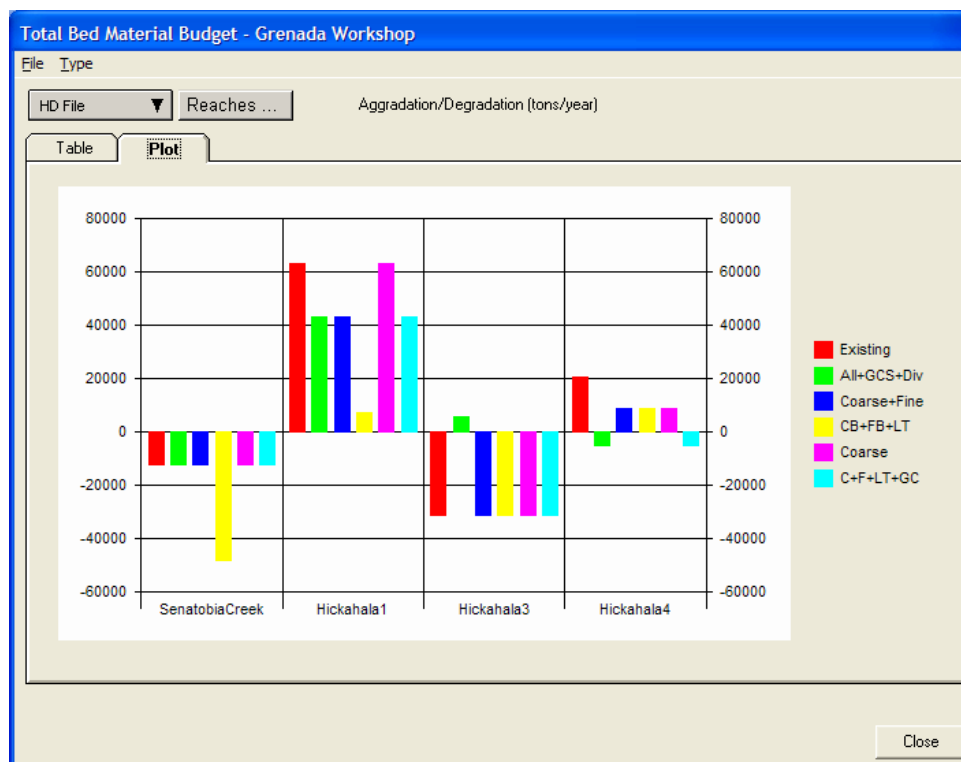 Total Bed Material Budget - Grenada Workshop
File Type
HD File ▼ Reaches ... Aggradation/Degradation (tons/year)
Table Plot
80000 80000
60000 60000
40000 40000
20000 20000
0 0
-20000 -20000
-40000 -40000
-60000 -60000
SenatobiaCreek Hickahala1 Hickahala3 Hickahala4
Existing
All+GCS+Div
Coarse+Fine
CB+FB+LT
Coarse
C+F+LT+GC
Close